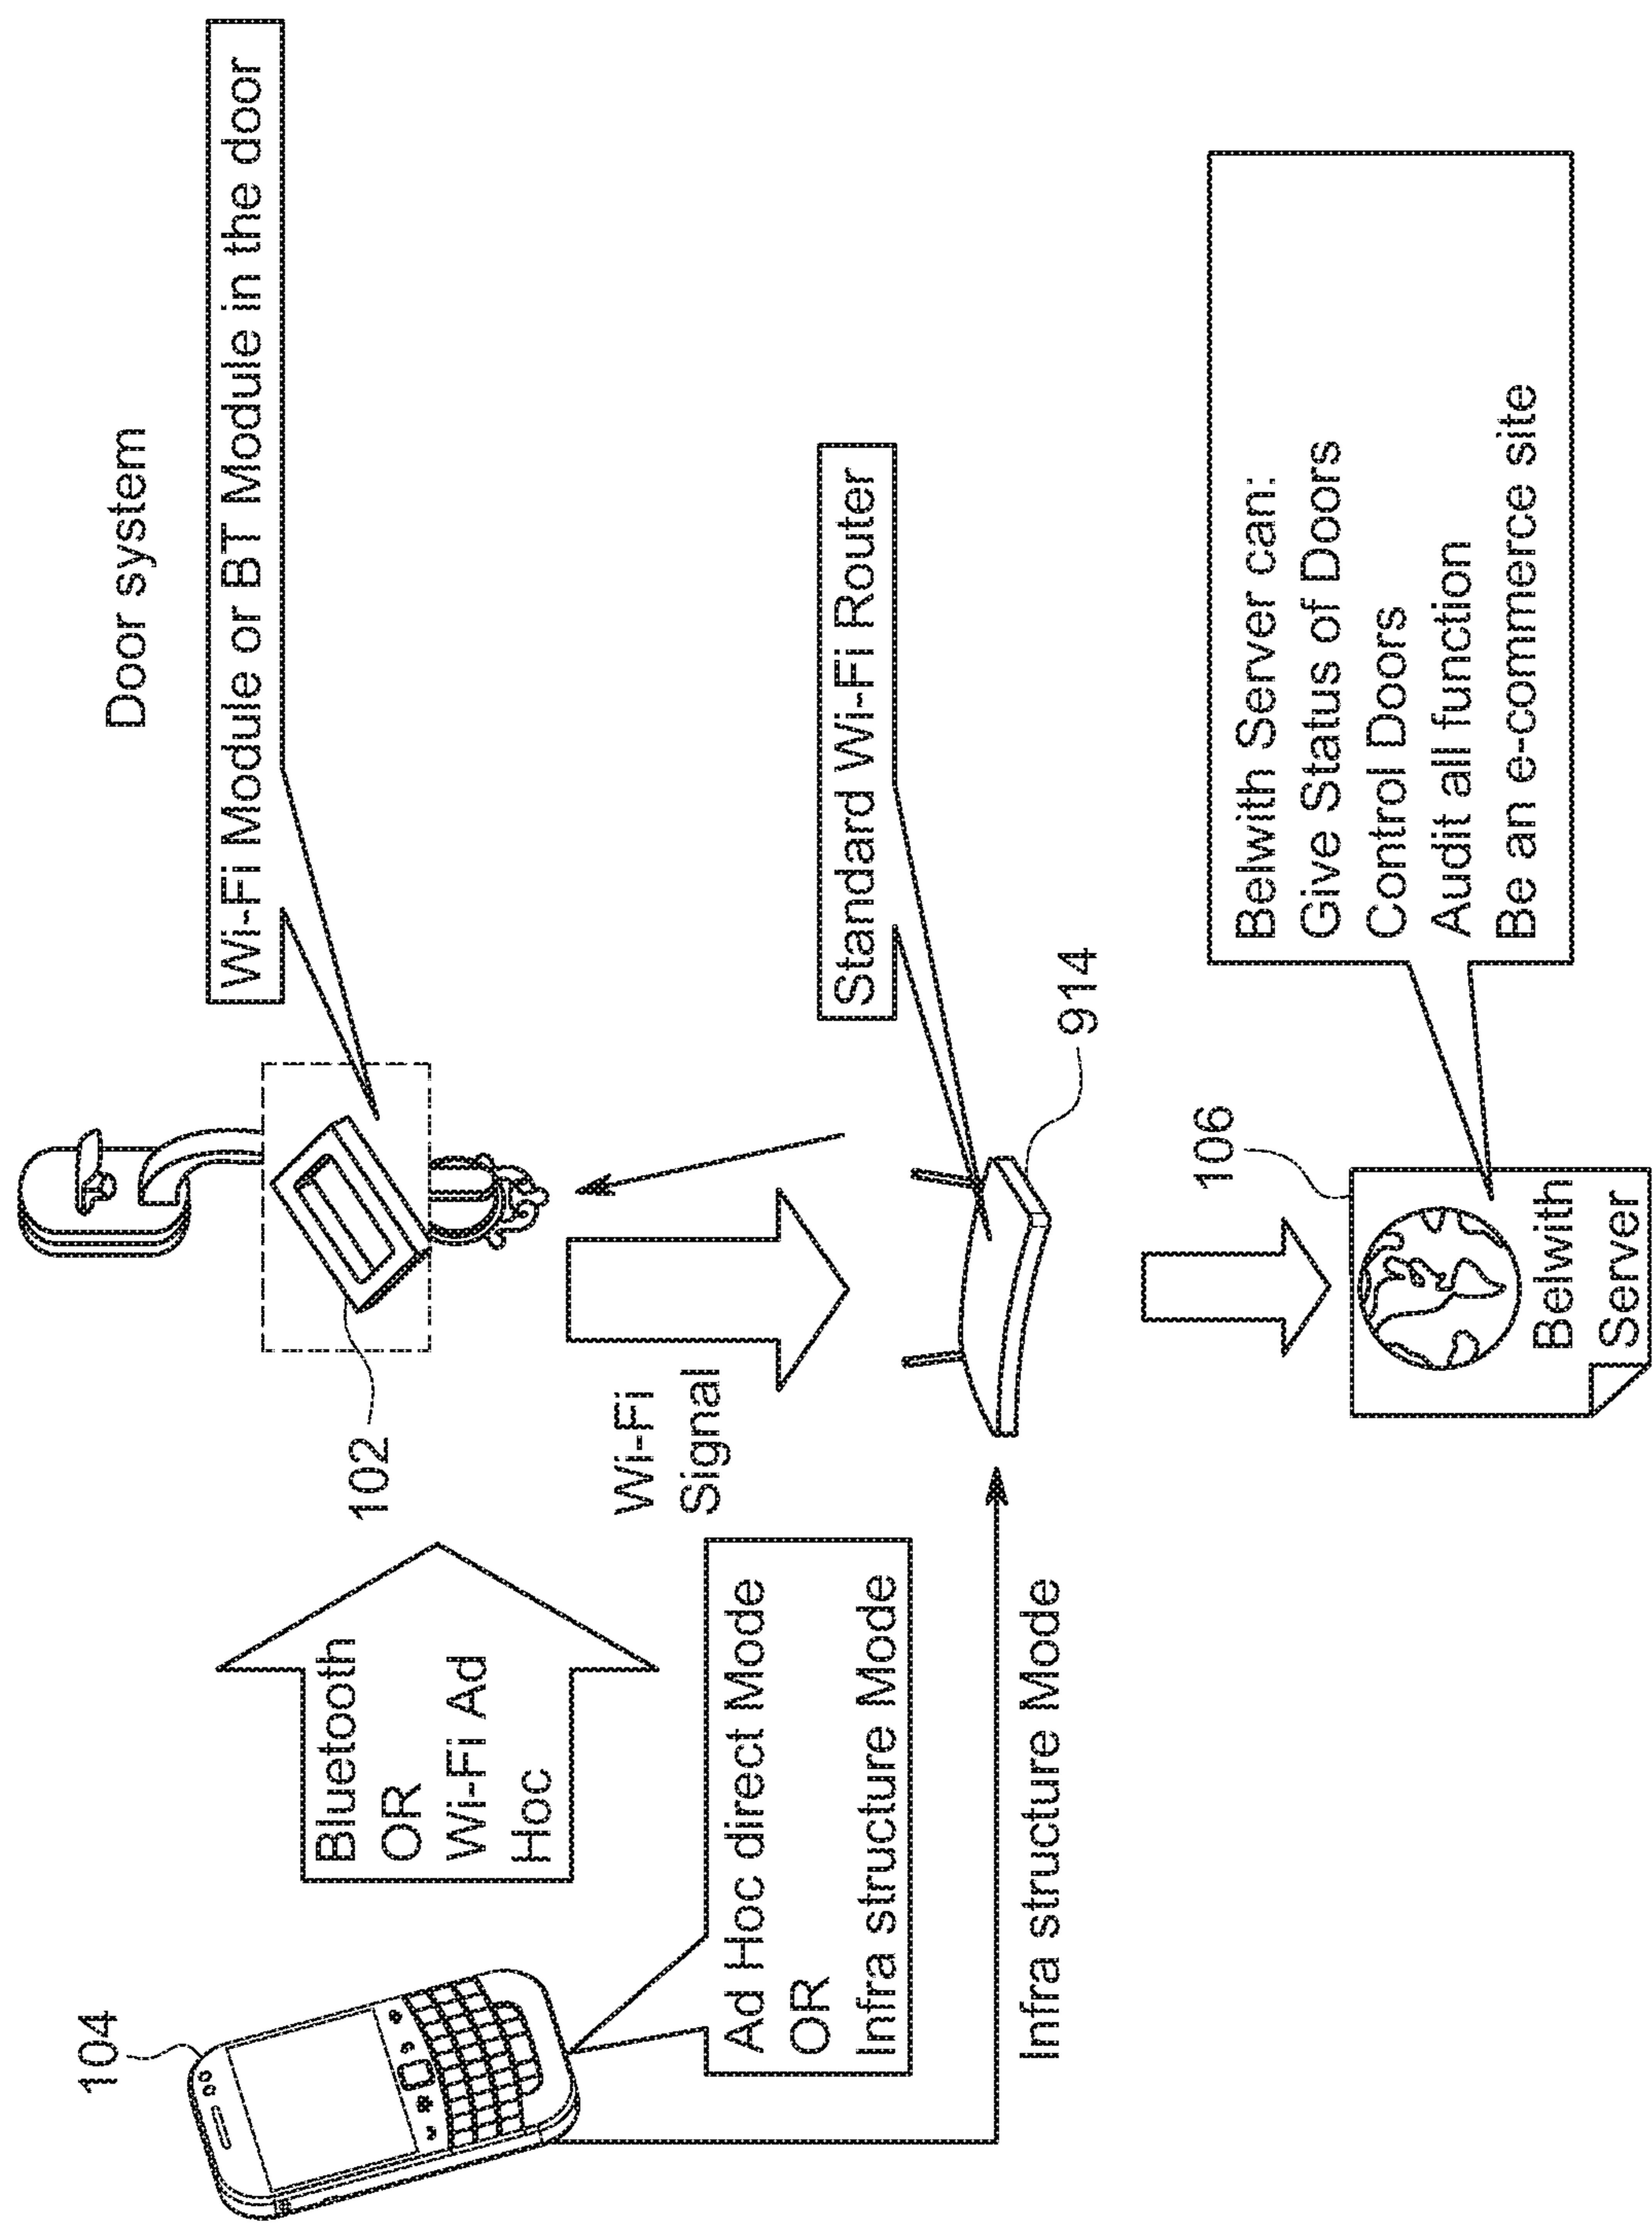 Door system
Wi-Fi Module or BT Module in the door
104
Bluetooth
OR
Wi-Fi Ad
Hoc
102
Wi-Fi
Signal
Ad Hoc direct Mode
OR
Infra structure Mode
Standard Wi-Fi Router
914
Infra structure Mode
106
Belwith
Server
Belwith Server can:
Give Status of Doors
Control Doors
Audit all function
Be an e-commerce site